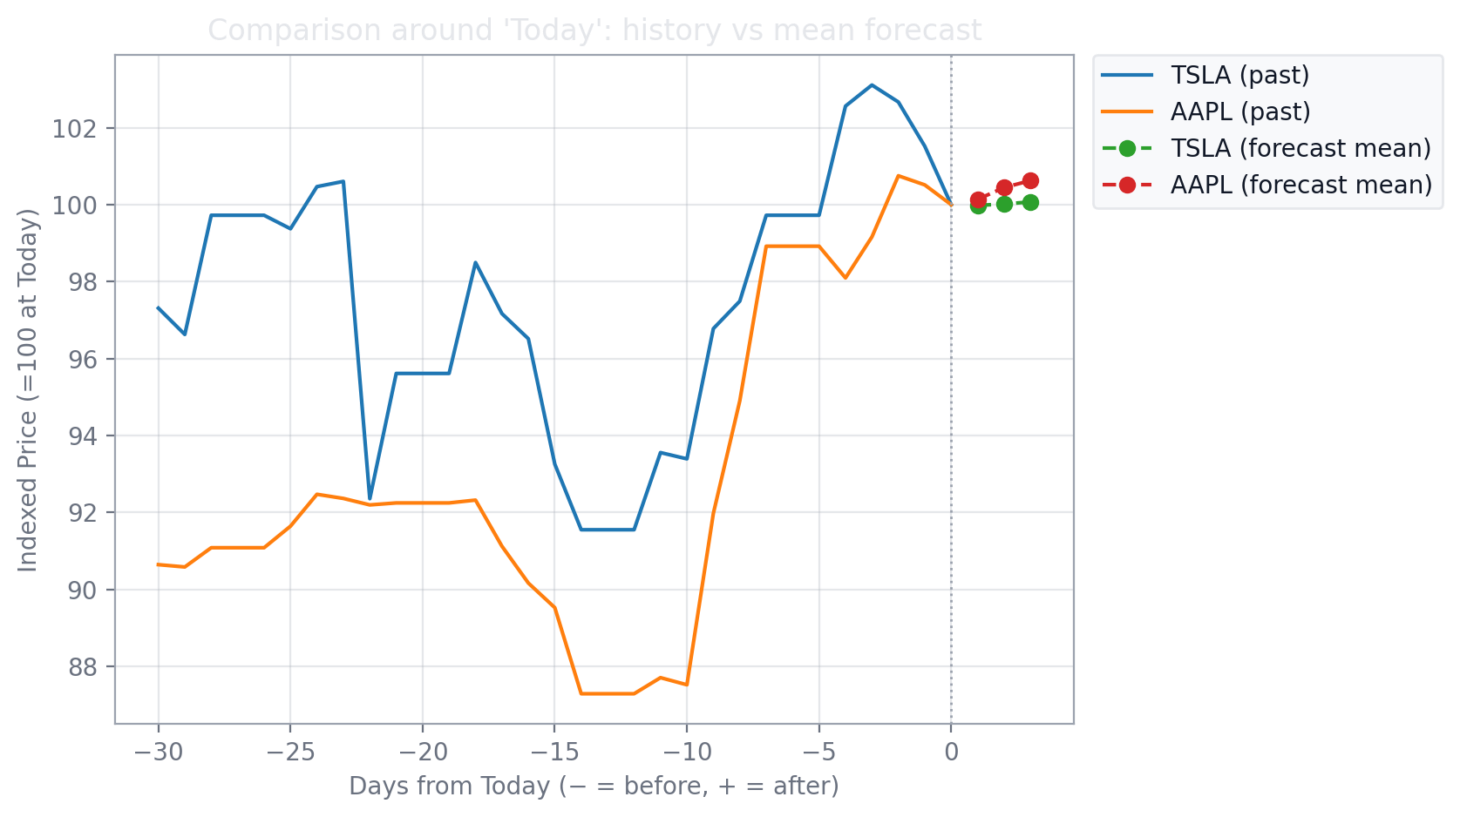 Comparison around 'Today': history vs mean forecast
TSLA (past)
AAPL (past)
TSLA (forecast mean)
AAPL (forecast mean)
Indexed Price (=100 at Today)
102
100
98
96
94
92
90
88
−30 −25 −20 −15 −10 −5 0
Days from Today (− = before, + = after)